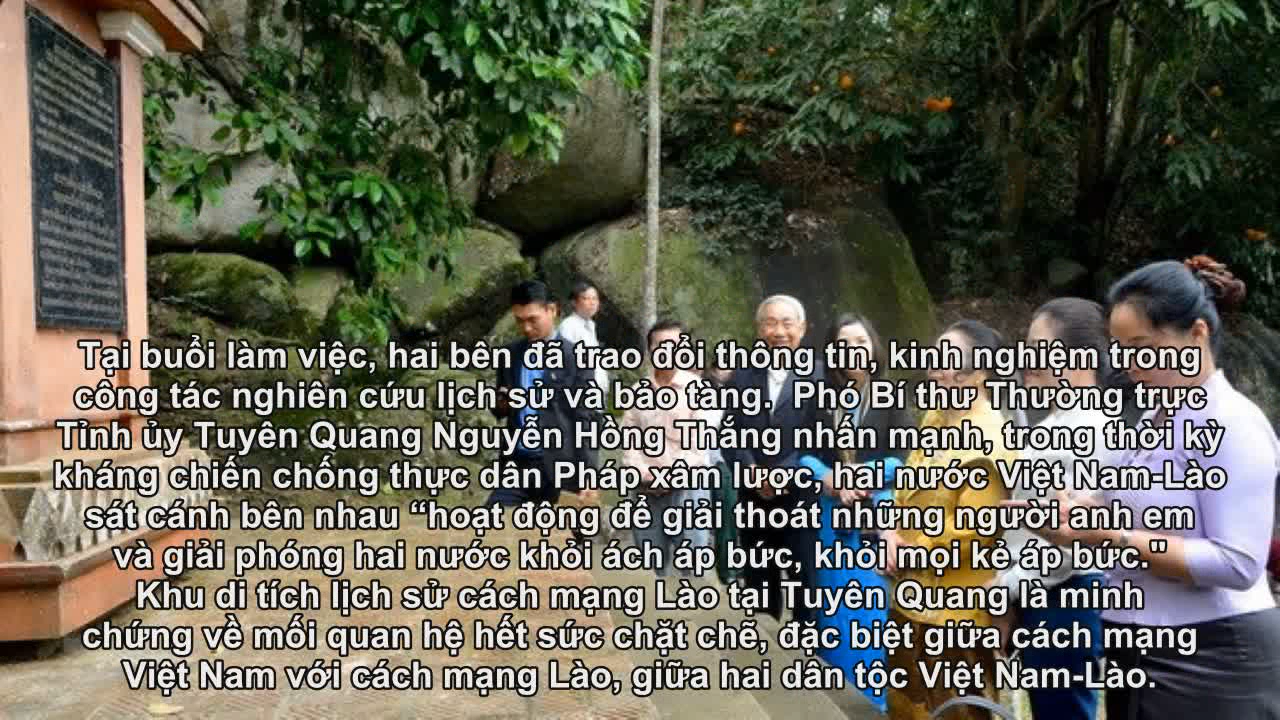 Tại buổi làm việc, hai bên đã trao đổi thông tin, kinh nghiệm trong
công tác nghiên cứu lịch sử và bảo tàng.  Phó Bí thư Thường trực
Tỉnh ủy Tuyên Quang Nguyễn Hồng Thắng nhấn mạnh, trong thời kỳ
kháng chiến chống thực dân Pháp xâm lược, hai nước Việt Nam-Lào
sát cánh bên nhau “hoạt động để giải thoát những người anh em
và giải phóng hai nước khỏi ách áp bức, khỏi mọi kẻ áp bức."
Khu di tích lịch sử cách mạng Lào tại Tuyên Quang là minh
chứng về mối quan hệ hết sức chặt chẽ, đặc biệt giữa cách mạng
Việt Nam với cách mạng Lào, giữa hai dân tộc Việt Nam-Lào.